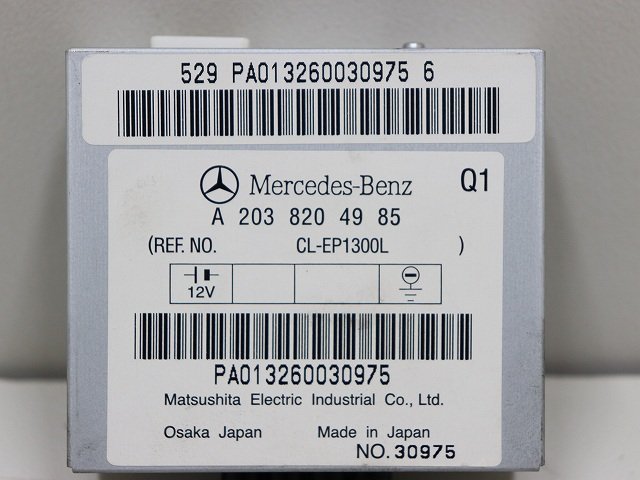 529 PA013260030975 6
Mercedes-Benz Q1
A 203 820 49 85
(REF. NO. CL-EP1300L )
12V
PA013260030975
Matsushita Electric Industrial Co., Ltd.
Osaka Japan Made in Japan
NO. 30975